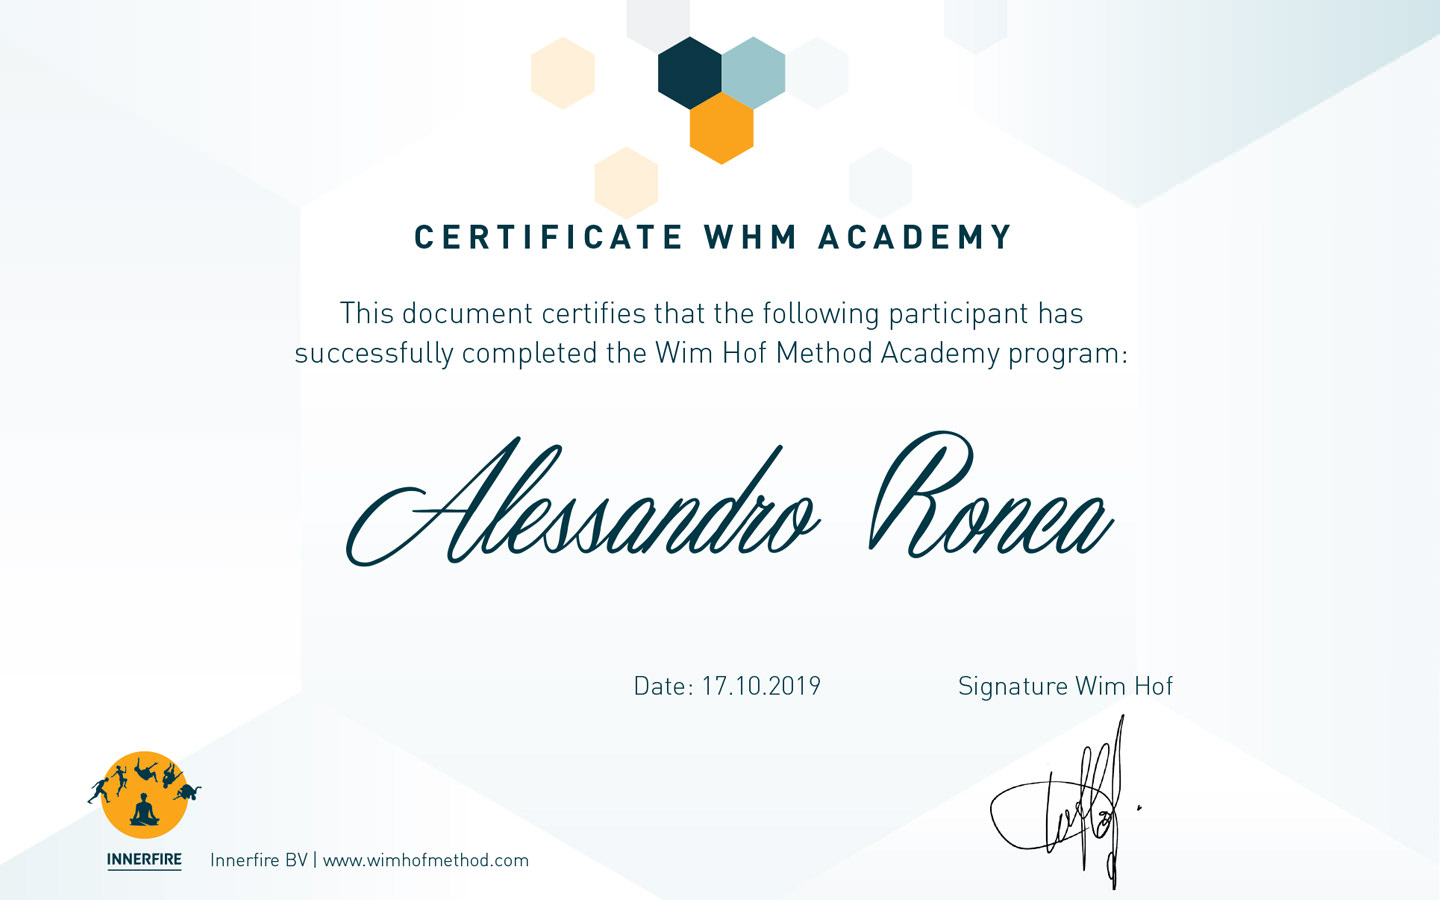 CERTIFICATE WHM ACADEMY
This document certifies that the following participant has
successfully completed the Wim Hof Method Academy program:
Alessandro Ronca
Date: 17.10.2019
Signature Wim Hof
INNERFIRE
Innerfire BV | www.wimhofmethod.com